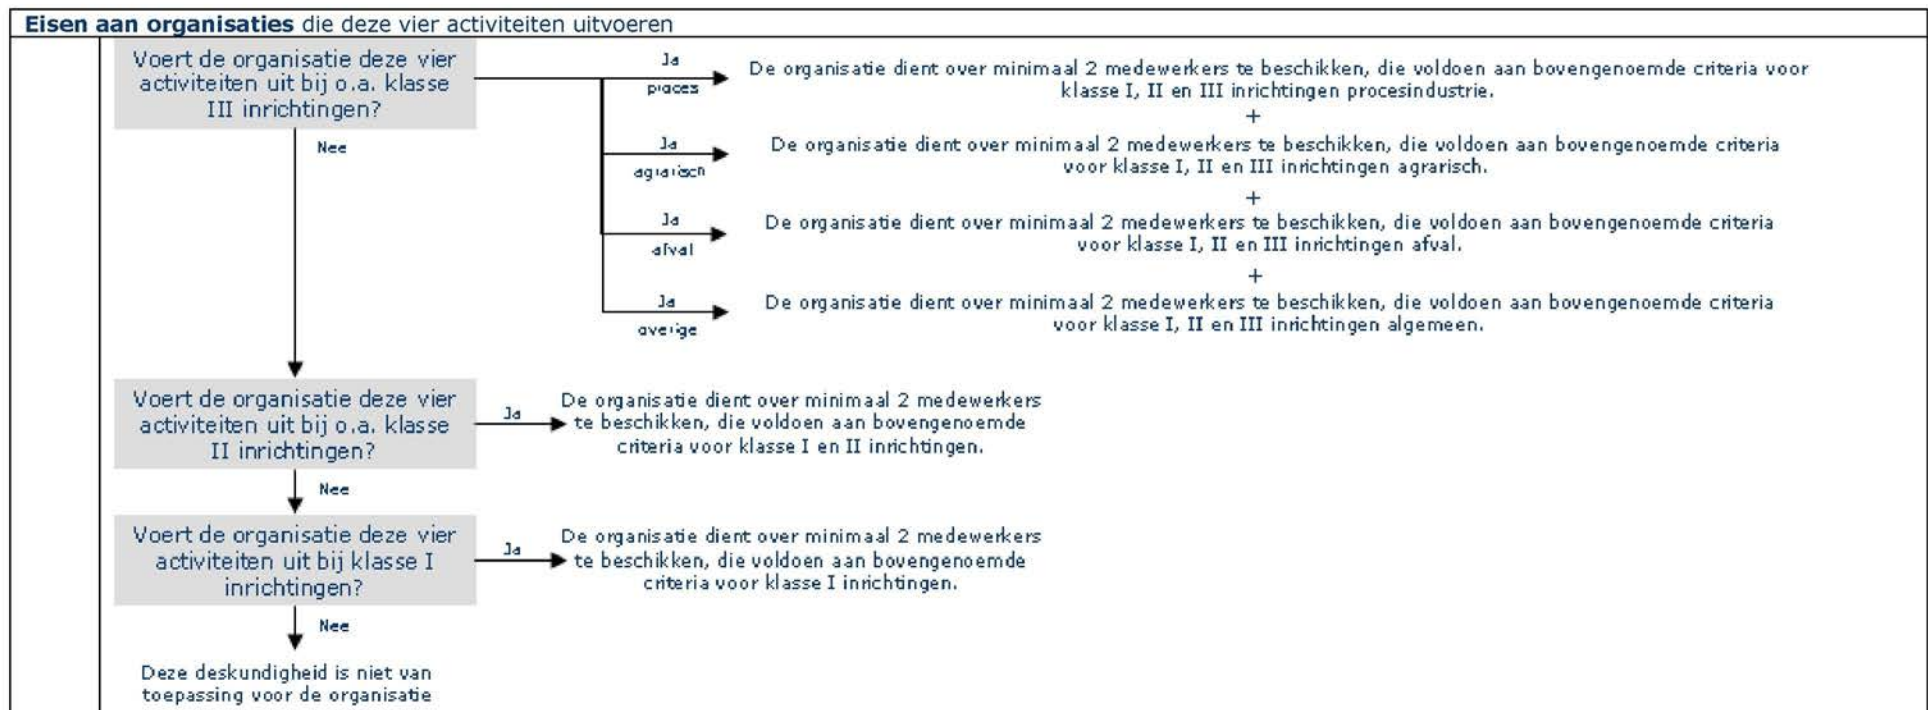 Eisen aan organisaties die deze vier activiteiten uitvoeren
Voert de organisatie deze vier
activiteiten uit bij o.a. klasse
III inrichtingen?
Ja
proces
De organisatie dient over minimaal 2 medewerkers te beschikken, die voldoen aan bovengenoemde criteria voor
klasse I, II en III inrichtingen procesindustrie.
+
Nee
Ja
agrarisch
De organisatie dient over minimaal 2 medewerkers te beschikken, die voldoen aan bovengenoemde criteria
voor klasse I, II en III inrichtingen agrarisch.
+
Ja
afval
De organisatie dient over minimaal 2 medewerkers te beschikken, die voldoen aan bovengenoemde criteria
voor klasse I, II en III inrichtingen afval.
+
Ja
overige
De organisatie dient over minimaal 2 medewerkers te beschikken, die voldoen aan bovengenoemde criteria
voor klasse I, II en III inrichtingen algemeen.
Voert de organisatie deze vier
activiteiten uit bij o.a. klasse
II inrichtingen?
Ja
De organisatie dient over minimaal 2 medewerkers
te beschikken, die voldoen aan bovengenoemde
criteria voor klasse I en II inrichtingen.
Nee
Voert de organisatie deze vier
activiteiten uit bij klasse I
inrichtingen?
Ja
De organisatie dient over minimaal 2 medewerkers
te beschikken, die voldoen aan bovengenoemde
criteria voor klasse I inrichtingen.
Nee
Deze deskundigheid is niet van
toepassing voor de organisatie